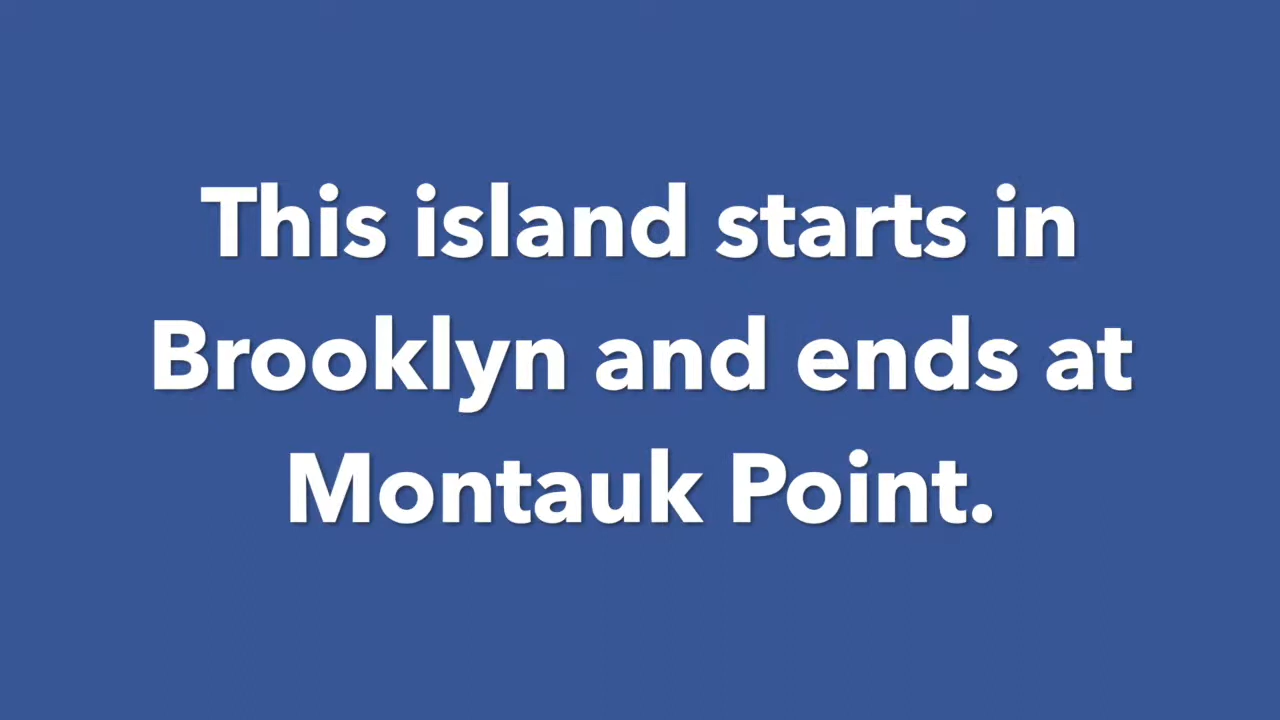 This island starts in
Brooklyn and ends at
Montauk Point.